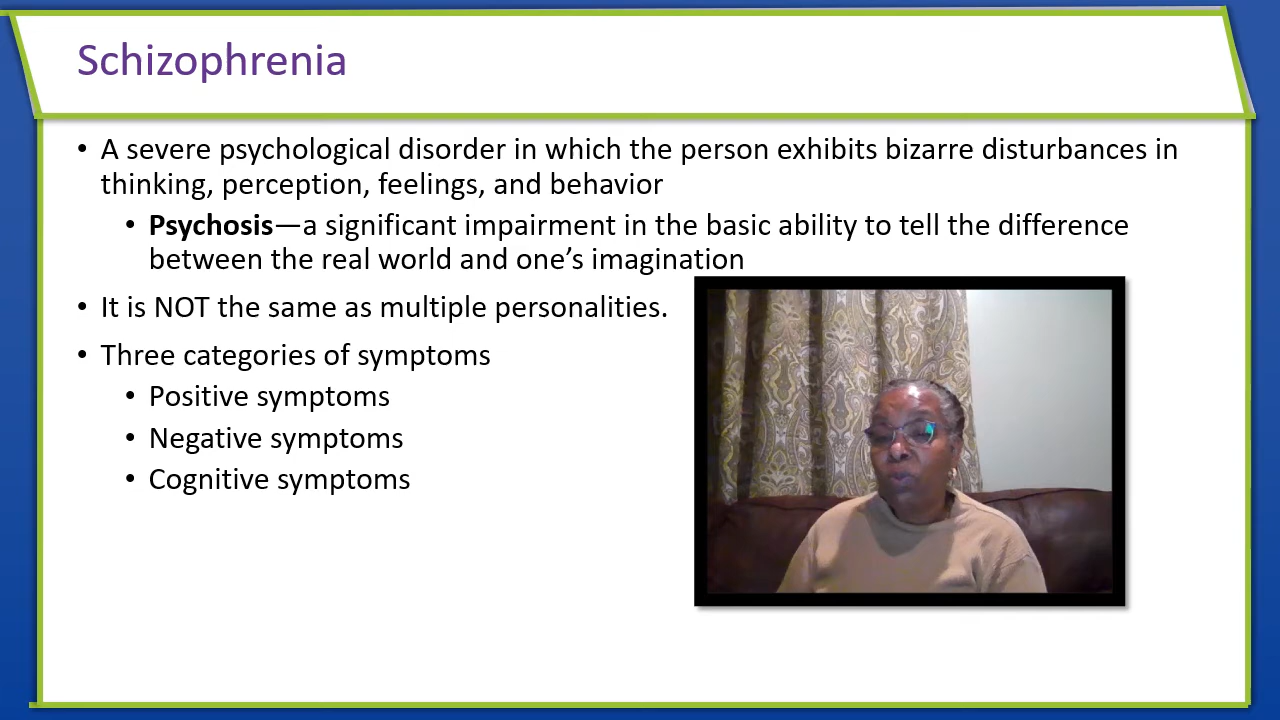 Schizophrenia
• A severe psychological disorder in which the person exhibits bizarre disturbances in
thinking, perception, feelings, and behavior
• Psychosis—a significant impairment in the basic ability to tell the difference
between the real world and one’s imagination
• It is NOT the same as multiple personalities.
• Three categories of symptoms
• Positive symptoms
• Negative symptoms
• Cognitive symptoms